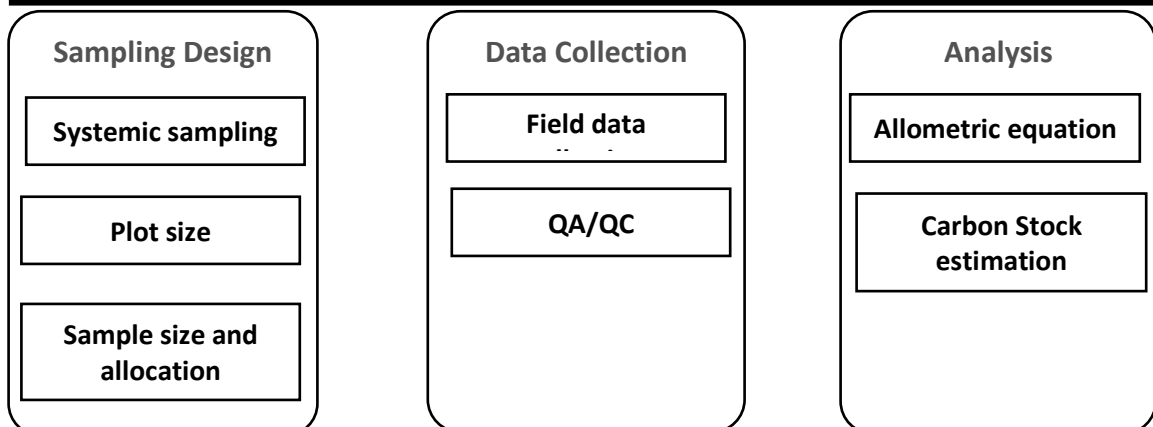 Sampling Design
Systemic sampling
Plot size
Sample size and
allocation
Data Collection
Field data
QA/QC
Analysis
Allometric equation
Carbon Stock
estimation